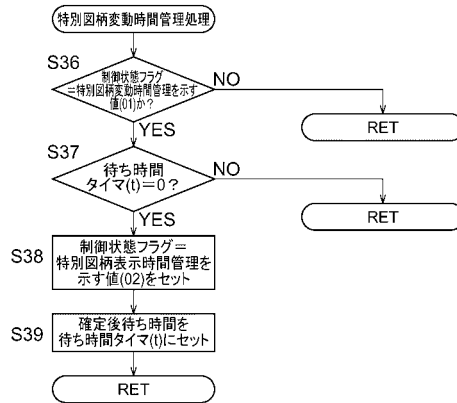 特別図柄変動時間管理処理
S36
制御状態フラグ
=特別図柄変動時間管理を示す
値(01)か?
NO
RET
YES
S37
待ち時間
タイマ(t)=0?
NO
RET
YES
S38
制御状態フラグ=
特別図柄表示時間管理を
示す値(02)をセット
S39
確定後待ち時間を
待ち時間タイマ(t)にセット
RET